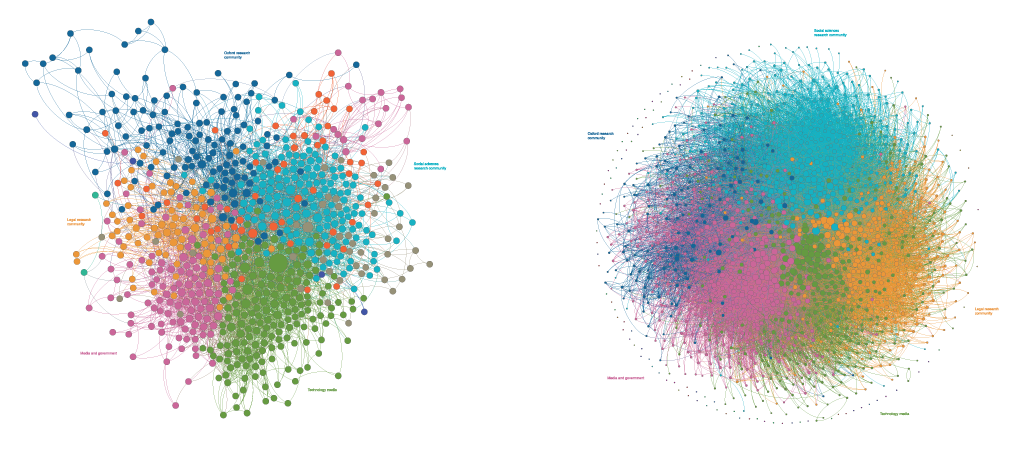 Oxford research
community
Social sciences
research community
Legal research
community
Media and government
Technology media
Social sciences
research community
Oxford research
community
Legal research
community
Media and government
Technology media